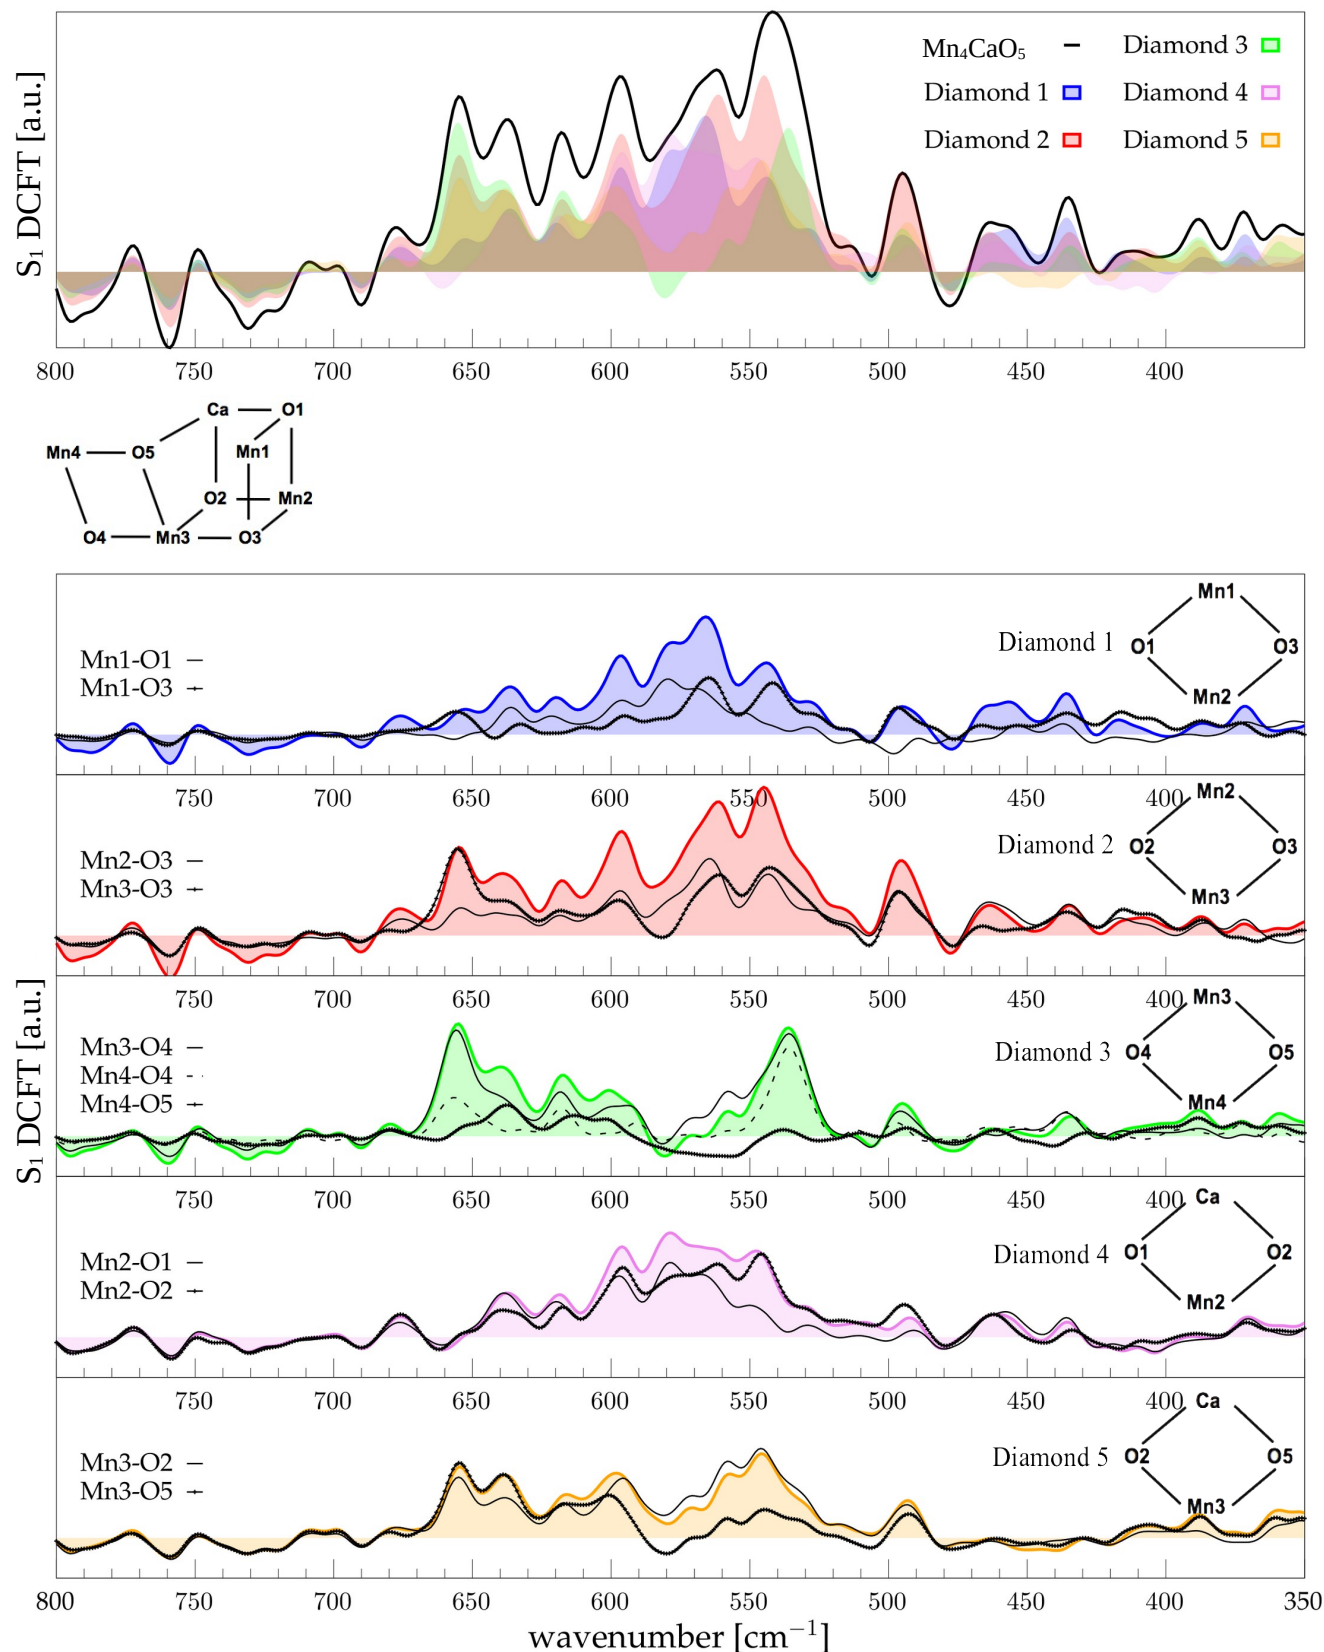 S₁ DCFT [a.u.]
Mn₄CaO₅
Diamond 1
Diamond 2
Diamond 3
Diamond 4
Diamond 5
800 750 700 650 600 550 500 450 400
Ca O1
Mn4 O5 Mn1
O2 Mn2
O4 Mn3 O3
S₁ DCFT [a.u.]
Mn1-O1
Mn1-O3
Diamond 1
Mn1
O1 O3
Mn2
750 700 650 600 550 500 450 400
Mn2-O3
Mn3-O3
Diamond 2
Mn2
O2 O3
Mn3
750 700 650 600 550 500 450 400
Mn3-O4
Mn4-O4
Mn4-O5
Diamond 3
Mn3
O4 O5
Mn4
750 700 650 600 550 500 450 400
Mn2-O1
Mn2-O2
Diamond 4
Ca
O1 O2
Mn2
750 700 650 600 550 500 450 400
Mn3-O2
Mn3-O5
Diamond 5
Ca
O2 O5
Mn3
800 750 700 650 600 550 500 450 400 350
wavenumber [cm⁻¹]